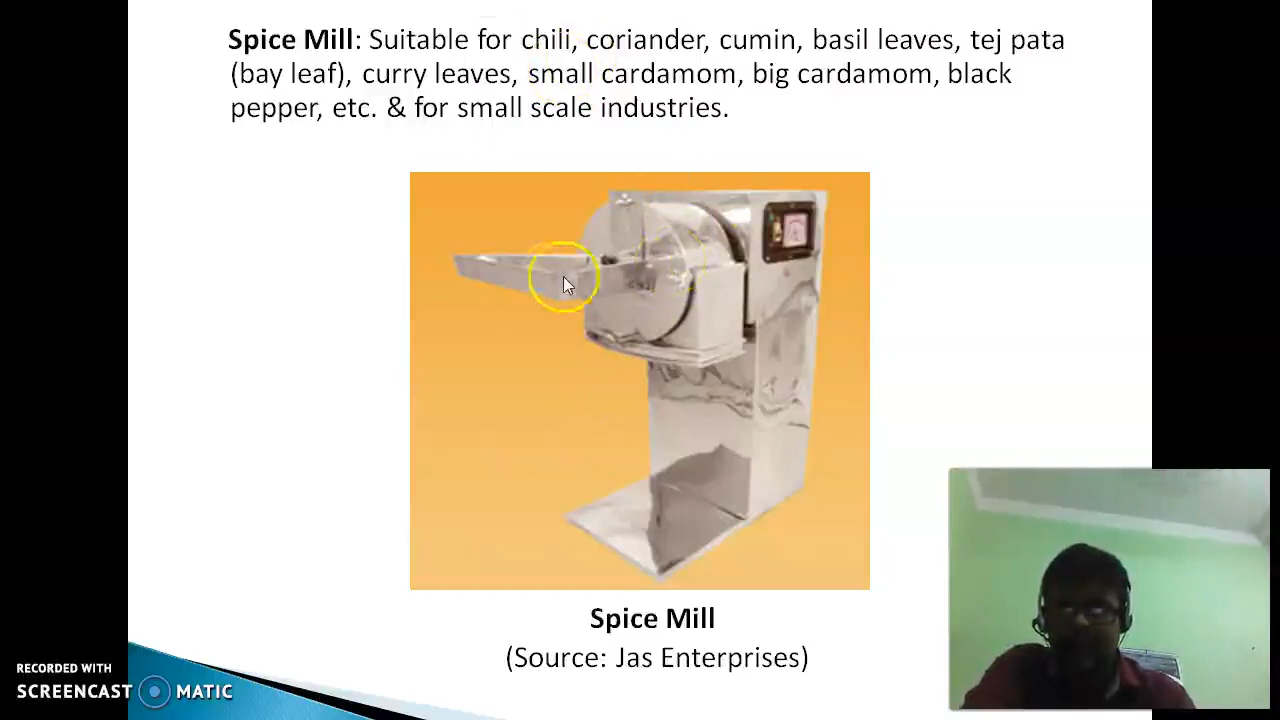 Spice Mill: Suitable for chili, coriander, cumin, basil leaves, tej pata
(bay leaf), curry leaves, small cardamom, big cardamom, black
pepper, etc. & for small scale industries.
Spice Mill
(Source: Jas Enterprises)
RECORDED WITH
SCREENCAST MATIC